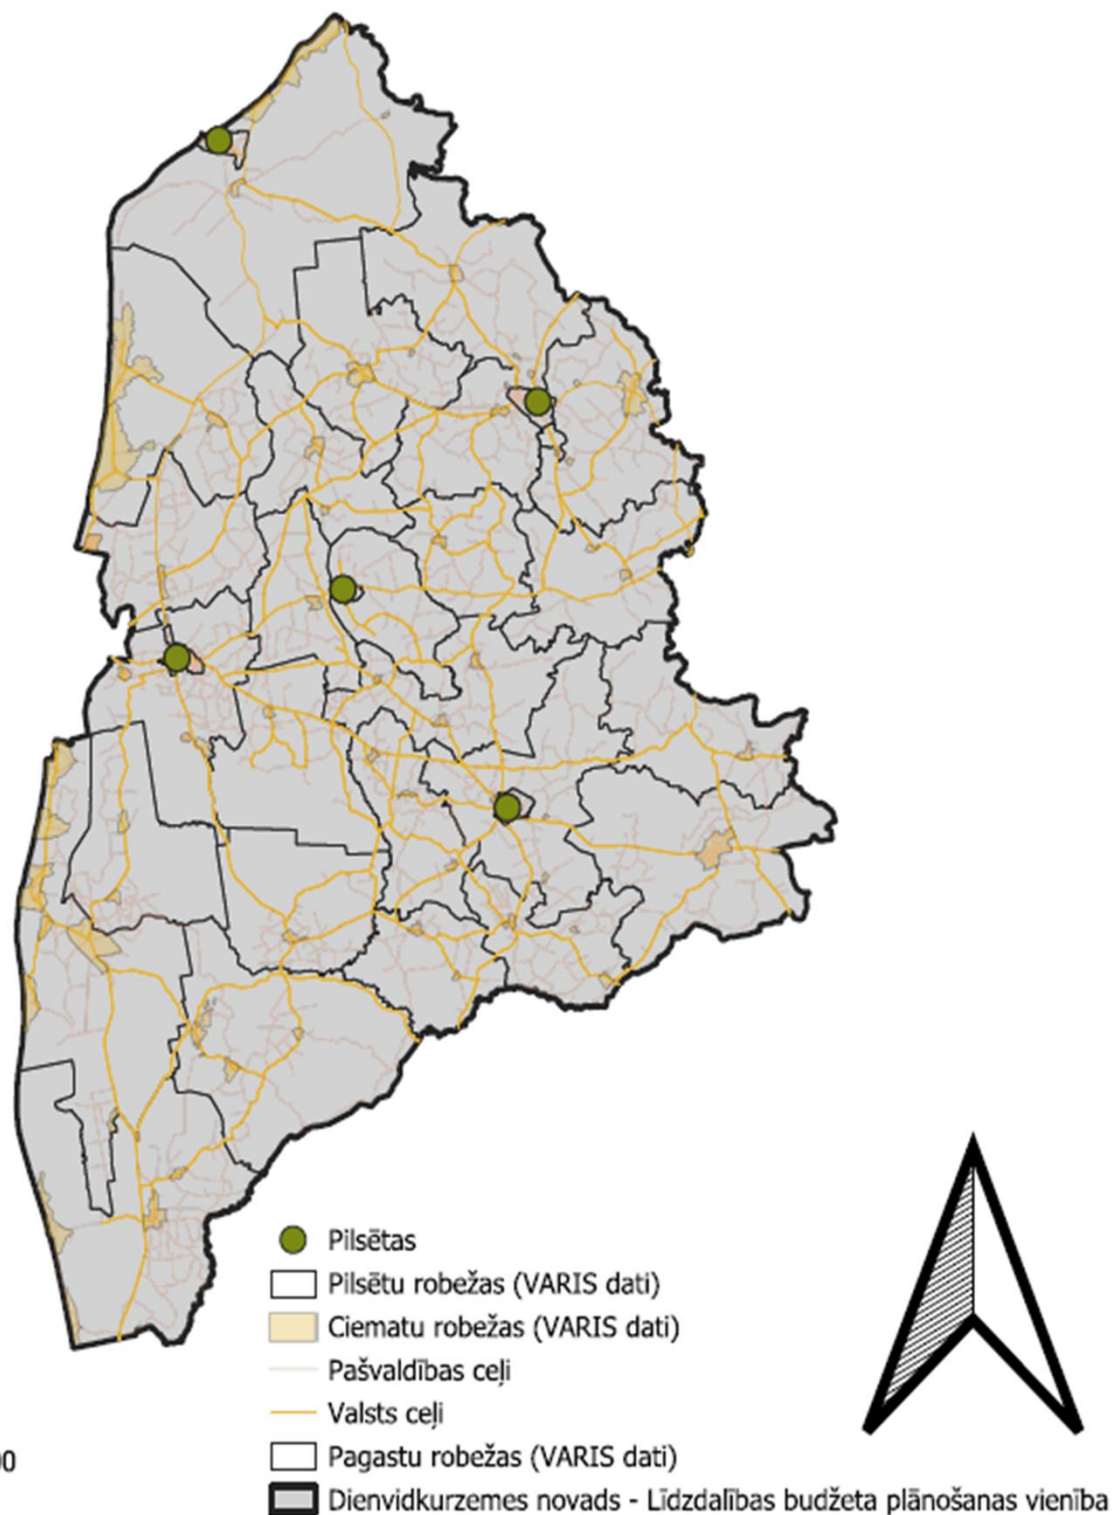 Pilsētas
Pilsētu robežas (VARIS dati)
Ciematu robežas (VARIS dati)
Pašvaldības ceļi
Valsts ceļi
Pagastu robežas (VARIS dati)
Dienvidkurzemes novads - Līdzdalības budžeta plānošanas vienība